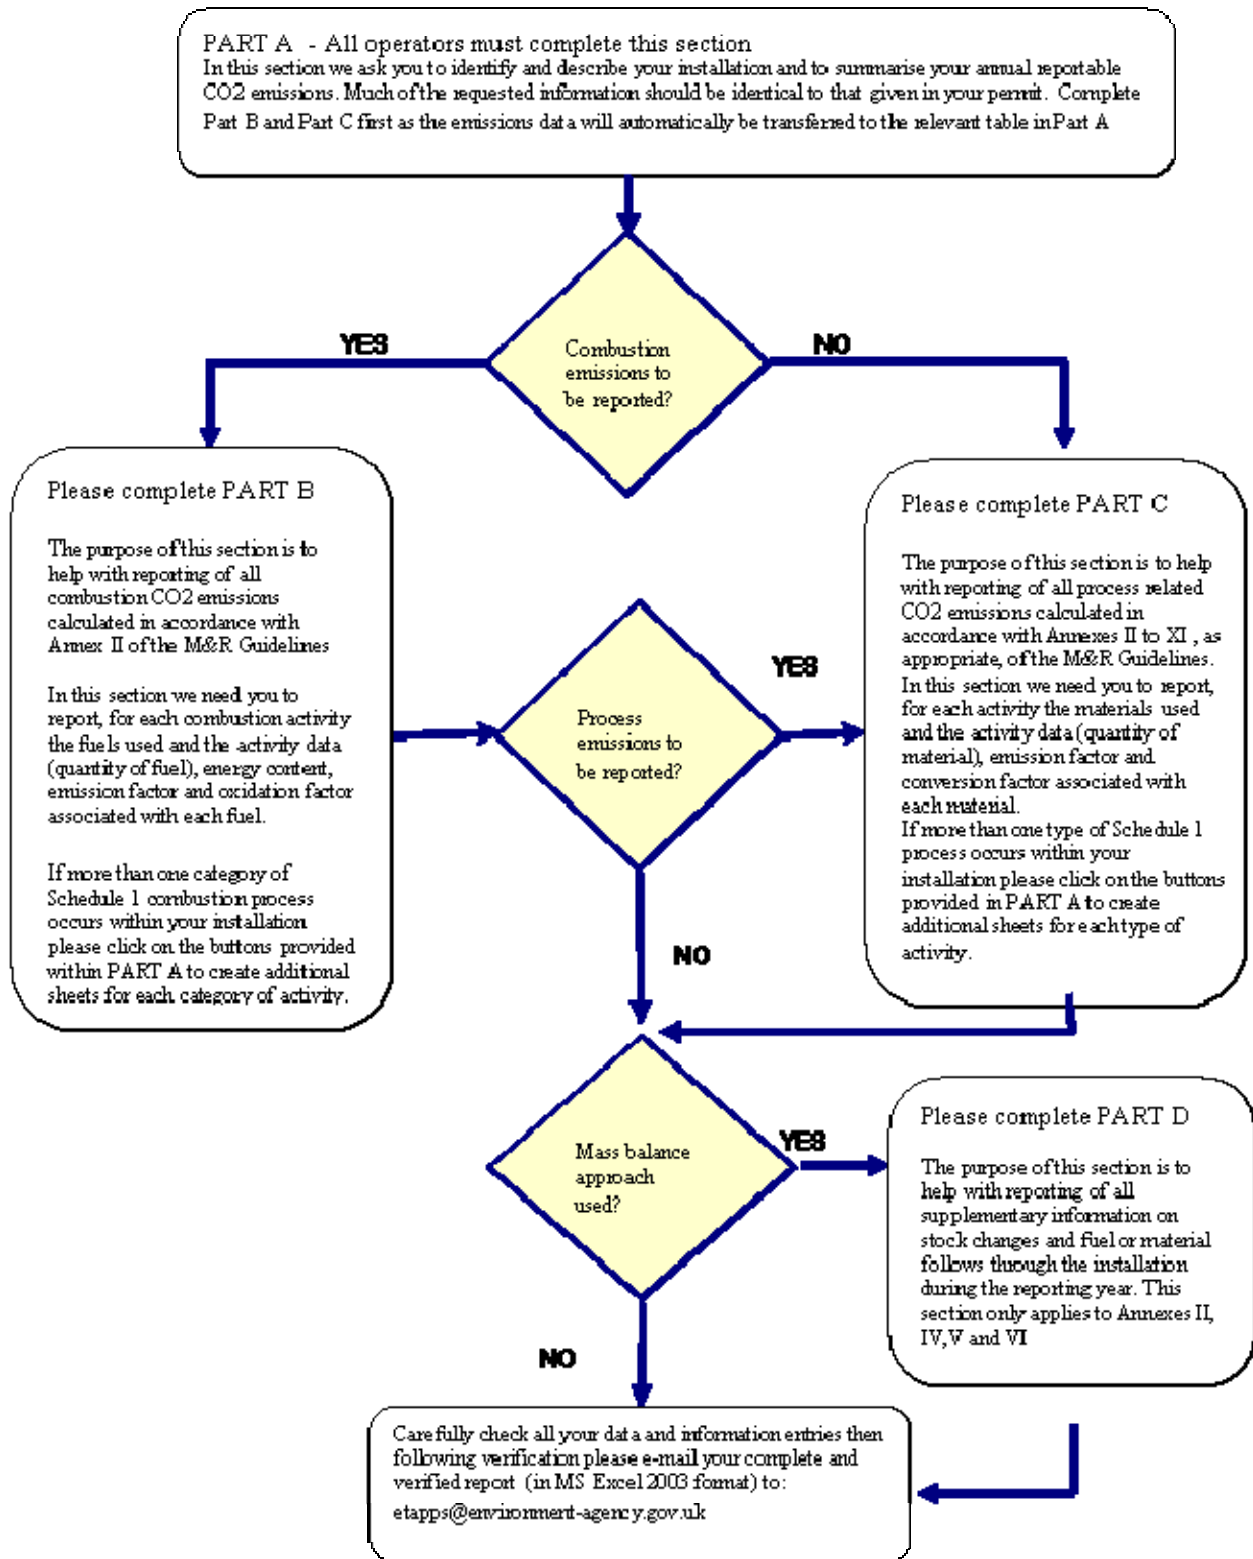 PART A - All operators must complete this section
In this section we ask you to identify and describe your installation and to summarise your annual reportable
CO2 emissions. Much of the requested information should be identical to that given in your permit. Complete
Part B and Part C first as the emissions data will automatically be transferred to the relevant table in Part A
YES
NO
Combustion
emissions to
be reported?
Please complete PART B
The purpose of this section is to
help with reporting of all
combustion CO2 emissions
calculated in accordance with
Annex II of the M&R Guidelines
In this section we need you to
report, for each combustion activity
the fuels used and the activity data
(quantity of fuel), energy content,
emission factor and oxidation factor
associated with each fuel.
If more than one category of
Schedule 1 combustion process
occurs within your installation
please click on the buttons provided
within PART A to create additional
sheets for each category of activity.
Process
emissions to
be reported?
YES
NO
Please complete PART C
The purpose of this section is to help
with reporting of all process related
CO2 emissions calculated in
accordance with Annexes II to XI , as
appropriate, of the M&R Guidelines.
In this section we need you to report,
for each activity the materials used
and the activity data (quantity of
material), emission factor and
conversion factor associated with
each material.
If more than one type of Schedule 1
process occurs within your
installation please click on the buttons
provided in PART A to create
additional sheets for each type of
activity.
Mass balance
approach
used?
YES
NO
Please complete PART D
The purpose of this section is to
help with reporting of all
supplementary information on
stock changes and fuel or material
follows through the installation
during the reporting year. This
section only applies to Annexes II,
IV,V and VI
Carefully check all your data and information entries then
following verification please e-mail your complete and
verified report (in MS Excel 2003 format) to:
etapps@environment-agency.gov.uk